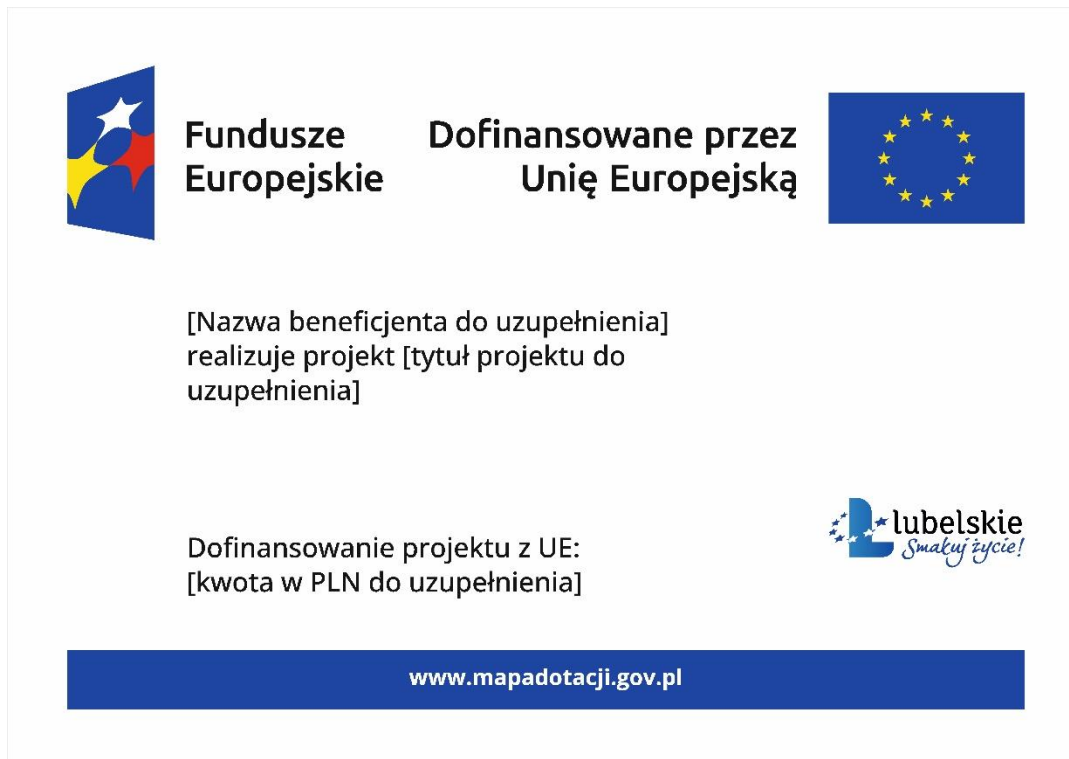 Fundusze
Europejskie
Dofinansowane przez
Unię Europejską
[Nazwa beneficjenta do uzupełnienia]
realizuje projekt [tytuł projektu do
uzupełnienia]
lubelskie
Smakuj życie!
Dofinansowanie projektu z UE:
[kwota w PLN do uzupełnienia]
www.mapadotacji.gov.pl